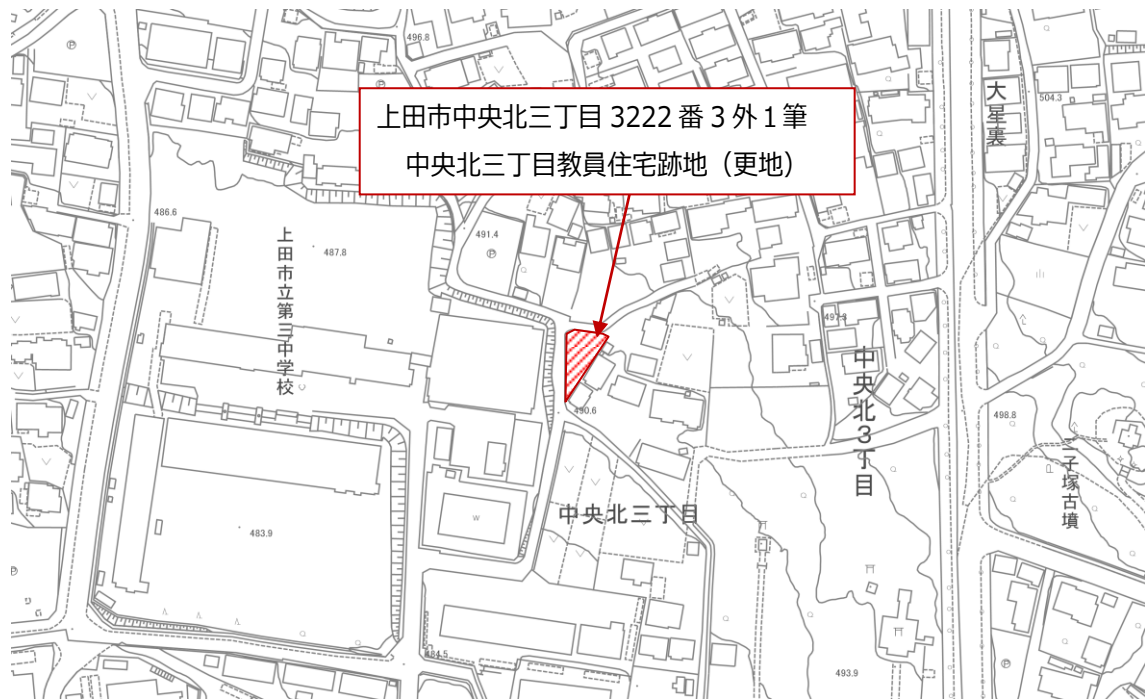 496.8
大星裏
504.3
上田市中央北三丁目 3222 番 3 外 1 筆
中央北三丁目教員住宅跡地（更地）
486.6
上田市立第三中学校
487.8
491.4
497.3
中央北3丁目
490.6
498.8
二子塚古墳
中央北三丁目
483.9
W
484.5
493.9